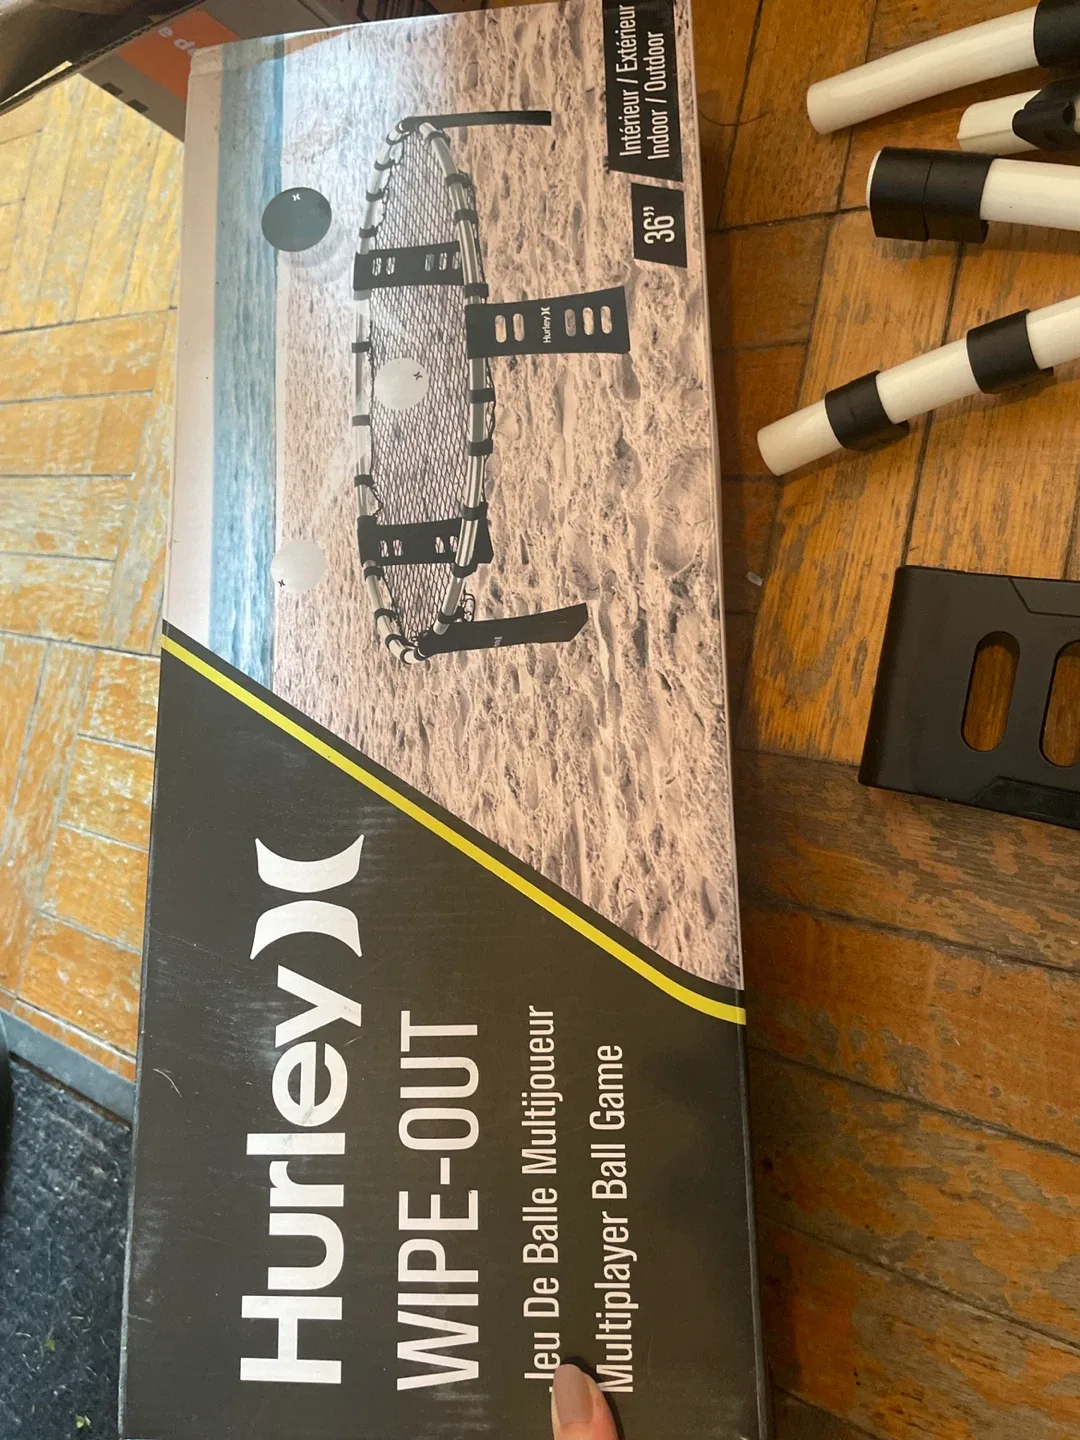 Hurley
WIPE-OUT
Jeu De Balle Multijoueur
Multiplayer Ball Game
36”
Intérieur / Extérieur
Indoor / Outdoor
Hurley